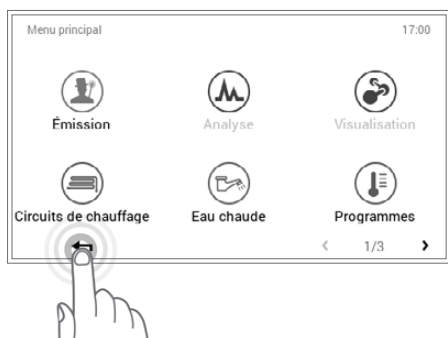 Menu principal 17:00
Émission Analyse Visualisation
Circuits de chauffage Eau chaude Programmes
1/3